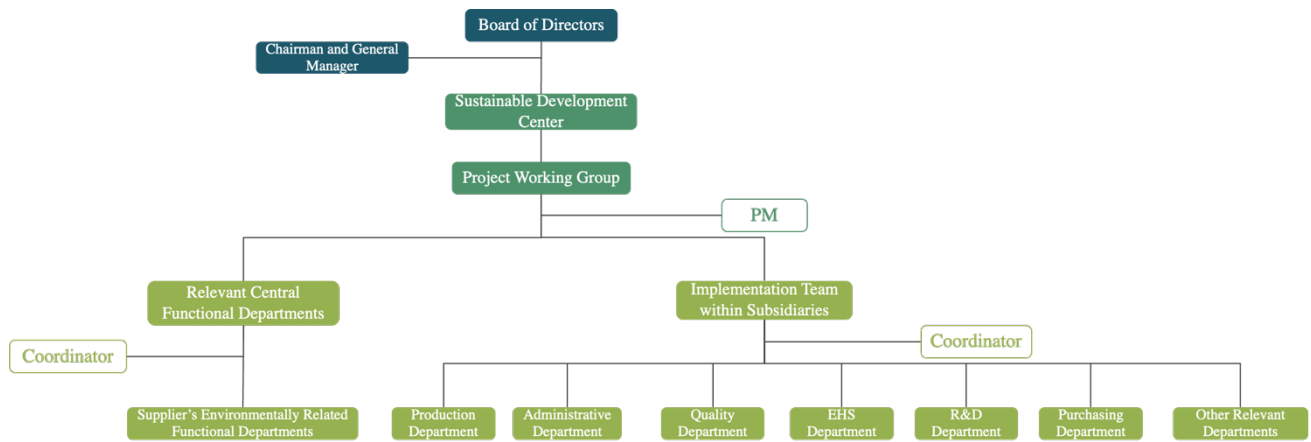 Board of Directors
Chairman and General
Manager
Sustainable Development
Center
Project Working Group
PM
Relevant Central
Functional Departments
Implementation Team
within Subsidiaries
Coordinator
Coordinator
Supplier's Environmentally Related
Functional Departments
Production
Department
Administrative
Department
Quality
Department
EHS
Department
R&D
Department
Purchasing
Department
Other Relevant
Departments